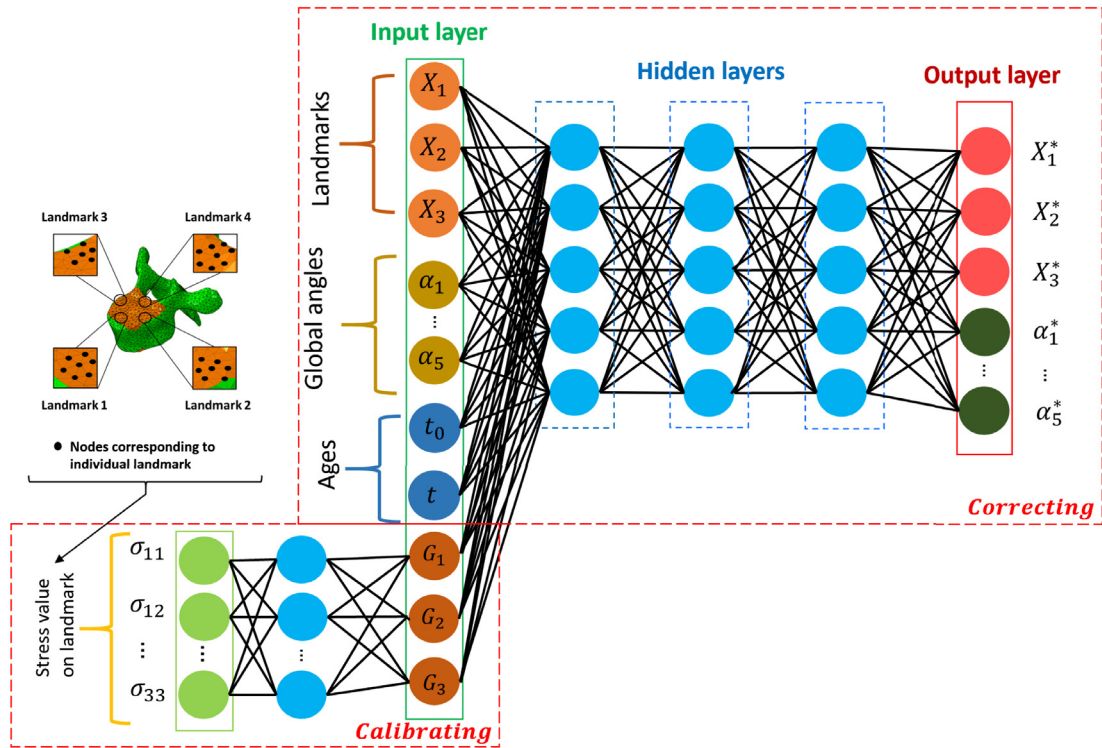 Input layer
Hidden layers
Output layer
Landmarks
X₁
X₂
X₃
Global angles
α₁
...
α₅
Ages
t₀
t
G₁
G₂
G₃
X₁*
X₂*
X₃*
α₁*
...
...
α₅*
Correcting
Landmark 3
Landmark 4
Landmark 1
Landmark 2
● Nodes corresponding to
individual landmark
Stress value
on landmark
σ₁₁
σ₁₂
...
...
...
σ₃₃
Calibrating